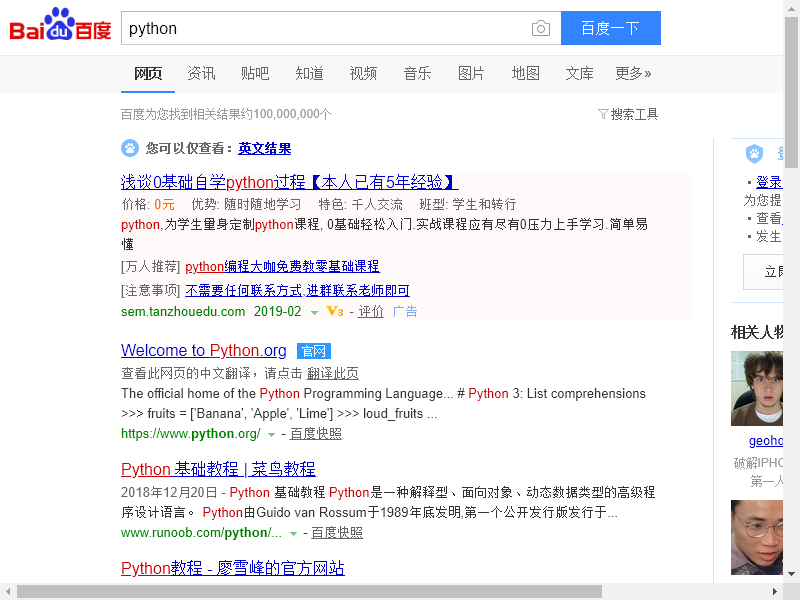 Bai du 百度
python
百度一下
网页 资讯 贴吧 知道 视频 音乐 图片 地图 文库 更多»
百度为您找到相关结果约100,000,000个
搜索工具
您可以仅查看：英文结果
浅谈0基础自学python过程【本人已有5年经验】
价格: 0元 优势: 随时随地学习 特色: 千人交流 班型: 学生和转行
python,为学生量身定制python课程, 0基础轻松入门.实战课程应有尽有0压力上手学习.简单易
懂
[万人推荐] python编程大咖免费教零基础课程
[注意事项] 不需要任何联系方式,进群联系老师即可
sem.tanzhouedu.com 2019-02 V3 - 评价 广告
Welcome to Python.org 官网
查看此网页的中文翻译，请点击 翻译此页
The official home of the Python Programming Language... # Python 3: List comprehensions
>>> fruits = ['Banana', 'Apple', 'Lime'] >>> loud_fruits ...
https://www.python.org/ - 百度快照
Python 基础教程 | 菜鸟教程
2018年12月20日 - Python 基础教程 Python是一种解释型、面向对象、动态数据类型的高级程
序设计语言。 Python由Guido van Rossum于1989年底发明,第一个公开发行版发行于...
www.runoob.com/python/... - 百度快照
Python教程 - 廖雪峰的官方网站
登录
为您提
查看
发生
立即
相关人物
geoho
破解IPHO
第一人